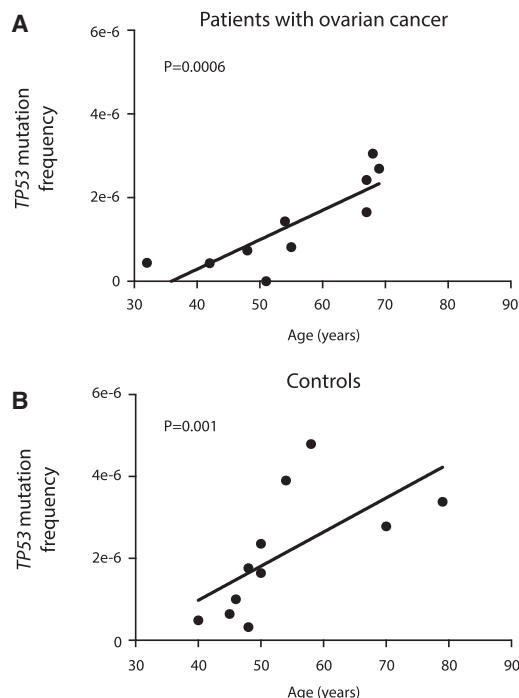 A
Patients with ovarian cancer
6e-6
P=0.0006
4e-6
TP53 mutation
frequency
2e-6
0
30 40 50 60 70 80 90
Age (years)
B
Controls
6e-6
P=0.001
4e-6
TP53 mutation
frequency
2e-6
0
30 40 50 60 70 80 90
Age (years)